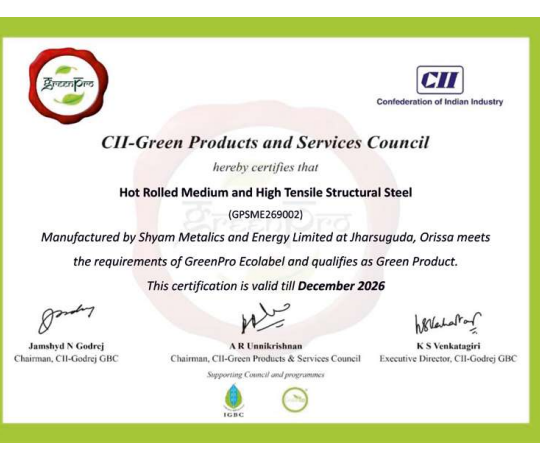 GreenPro
CII
Confederation of Indian Industry
CII-Green Products and Services Council
hereby certifies that
Hot Rolled Medium and High Tensile Structural Steel
(GPSME269002)
Manufactured by Shyam Metalics and Energy Limited at Jharsuguda, Orissa meets
the requirements of GreenPro Ecolabel and qualifies as Green Product.
This certification is valid till December 2026
Jamshyd N Godrej
A R Unnikrishnan
K S Venkatagiri
Chairman, CII-Godrej GBC
Chairman, CII-Green Products & Services Council
Executive Director, CII-Godrej GBC
Supporting Council and programmes
IGBC